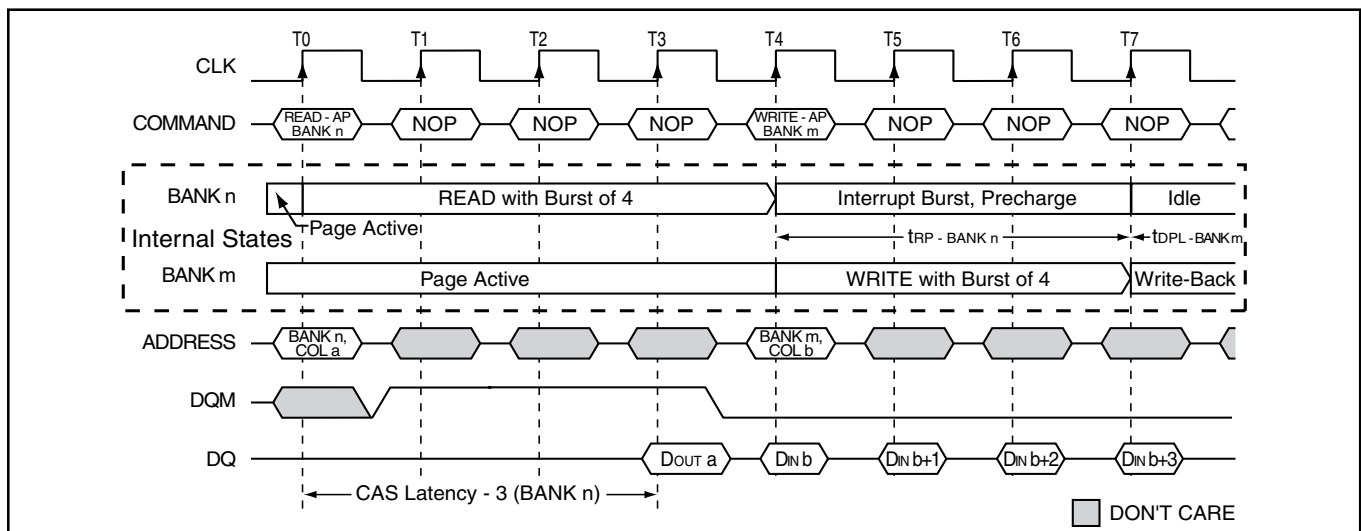 T0 T1 T2 T3 T4 T5 T6 T7
CLK
COMMAND
READ - AP
BANK n
NOP
NOP
NOP
WRITE - AP
BANK m
NOP
NOP
NOP
Internal States
BANK n
READ with Burst of 4
Interrupt Burst, Precharge
Idle
Page Active
tRP - BANK n
tDPL - BANK m
BANK m
Page Active
WRITE with Burst of 4
Write-Back
ADDRESS
BANK n,
COL a
BANK m,
COL b
DQM
DQ
DOUT a
DIN b
DIN b+1
DIN b+2
DIN b+3
CAS Latency - 3 (BANK n)
DON'T CARE